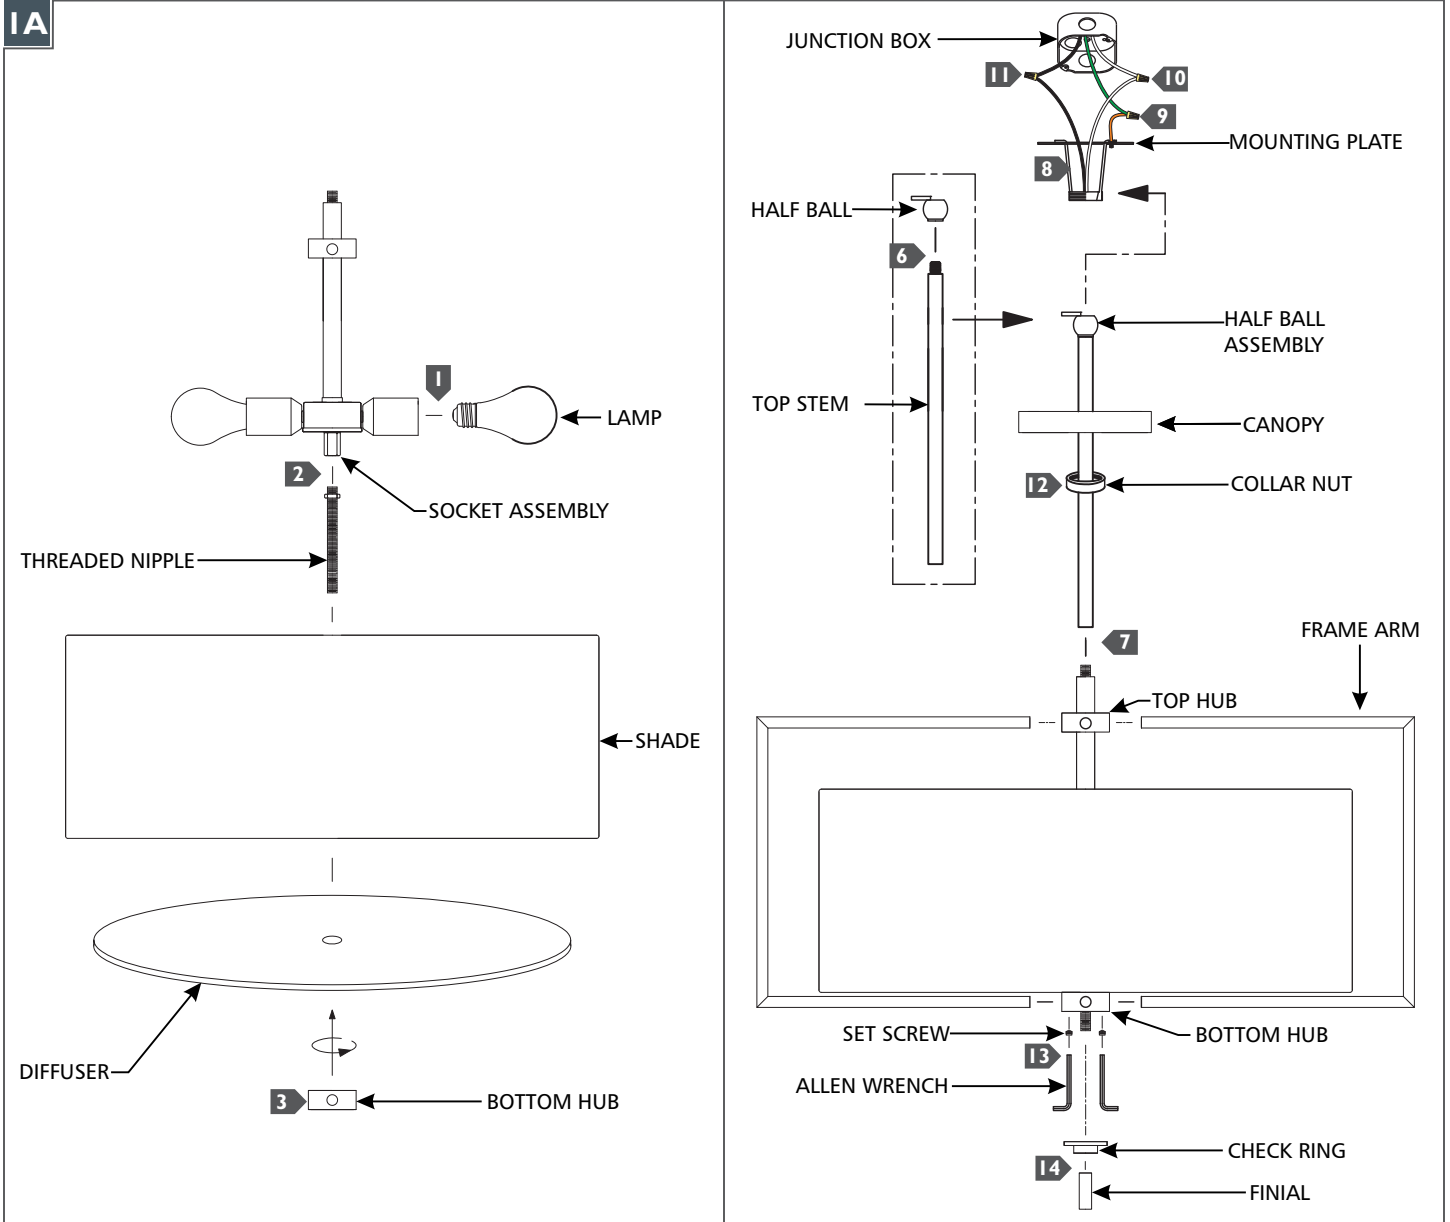 1A
1
LAMP
2
SOCKET ASSEMBLY
THREADED NIPPLE
SHADE
DIFFUSER
3
BOTTOM HUB
JUNCTION BOX
11
10
9
MOUNTING PLATE
8
HALF BALL
6
HALF BALL
ASSEMBLY
TOP STEM
CANOPY
12
COLLAR NUT
7
FRAME ARM
TOP HUB
SET SCREW
BOTTOM HUB
13
ALLEN WRENCH
CHECK RING
14
FINIAL